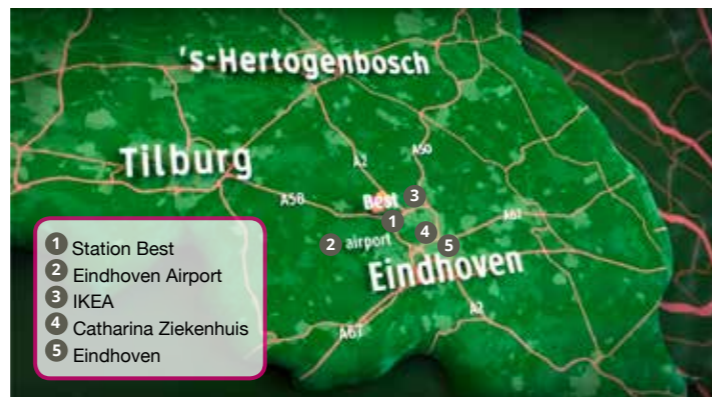 's-Hertogenbosch
Tilburg
A2
A50
A58
Best
3
1
2 airport
4
5
Eindhoven
A2
A67
1 Station Best
2 Eindhoven Airport
3 IKEA
4 Catharina Ziekenhuis
5 Eindhoven